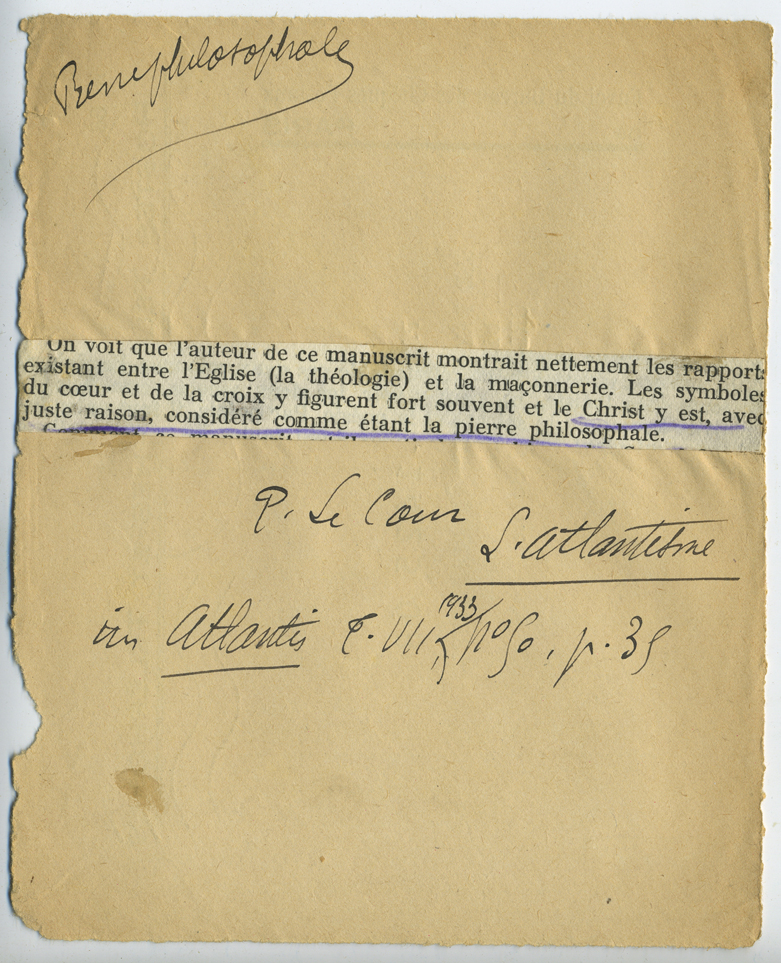 Pierre philosophale
On voit que l'auteur de ce manuscrit montrait nettement les rapports
existant entre l'Eglise (la théologie) et la maçonnerie. Les symboles
du cœur et de la croix y figurent fort souvent et le Christ y est, avec
juste raison, considéré comme étant la pierre philosophale.
P. Le Cour L'atlantisme
in Atlantis T. VII, 1933, no 50, p. 35